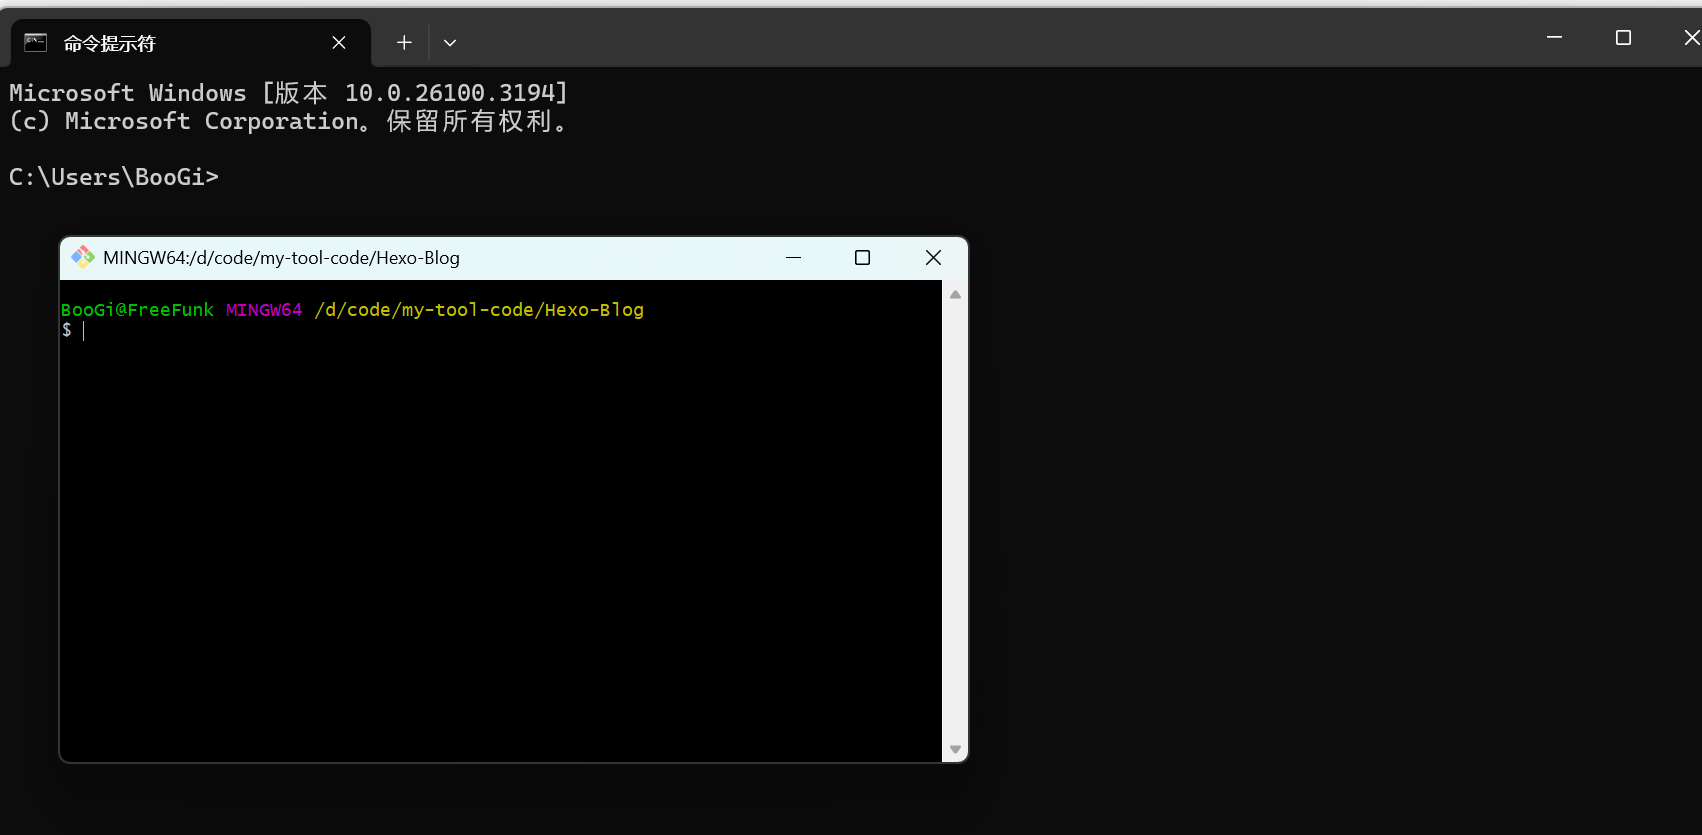 命令提示符
Microsoft Windows [版本 10.0.26100.3194]
(c) Microsoft Corporation。保留所有权利。
C:\Users\BooGi>
MINGW64:/d/code/my-tool-code/Hexo-Blog
BooGi@FreeFunk MINGW64 /d/code/my-tool-code/Hexo-Blog
$